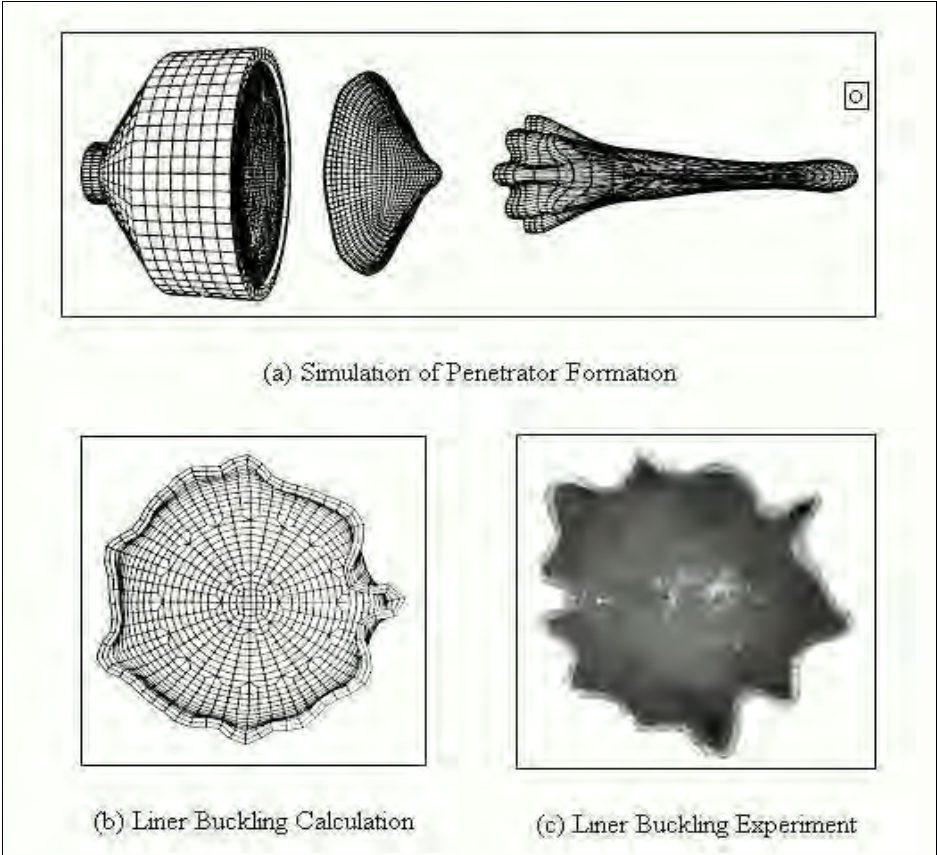 (a) Simulation of Penetrator Formation
(b) Liner Buckling Calculation
(c) Liner Buckling Experiment